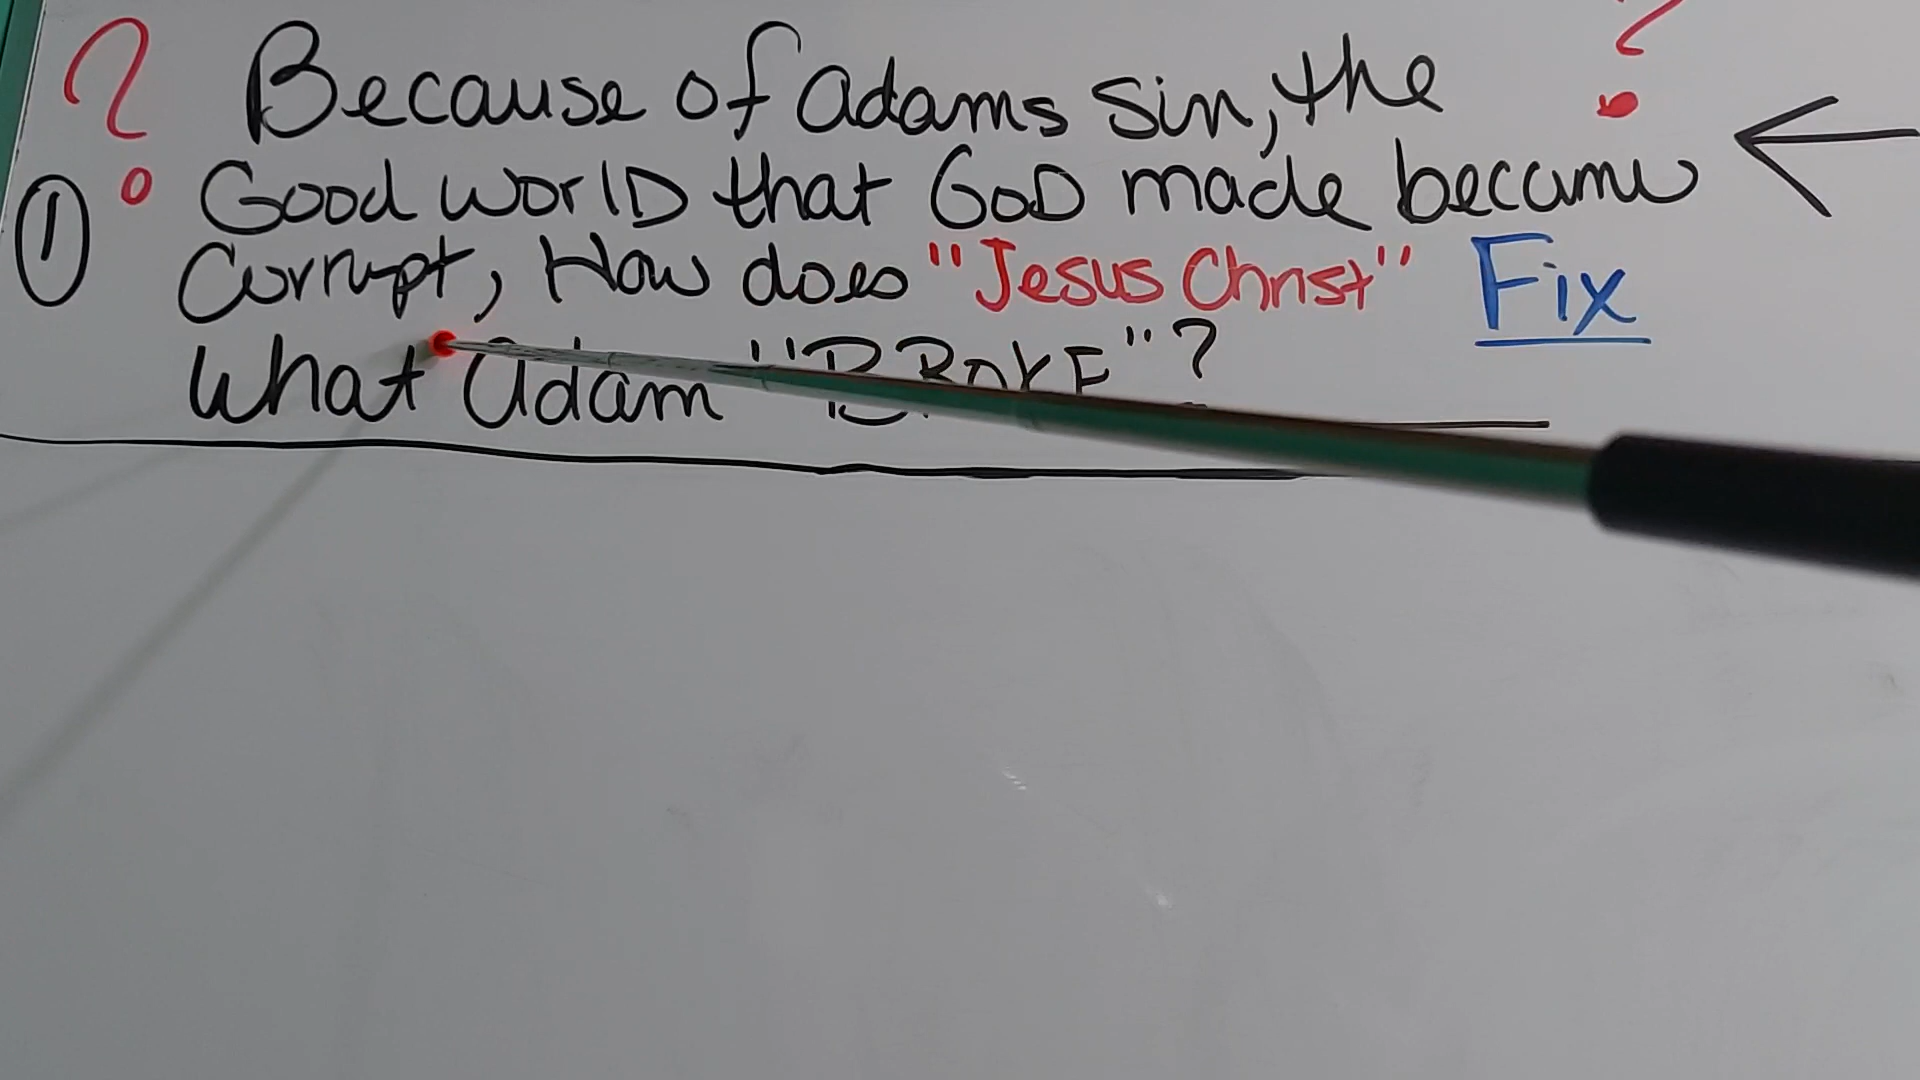 ? Because of Adams sin, the ?
① Good WorlD that GoD made became
Corrupt, How does "Jesus Christ" Fix
What Adam "BROKE"?